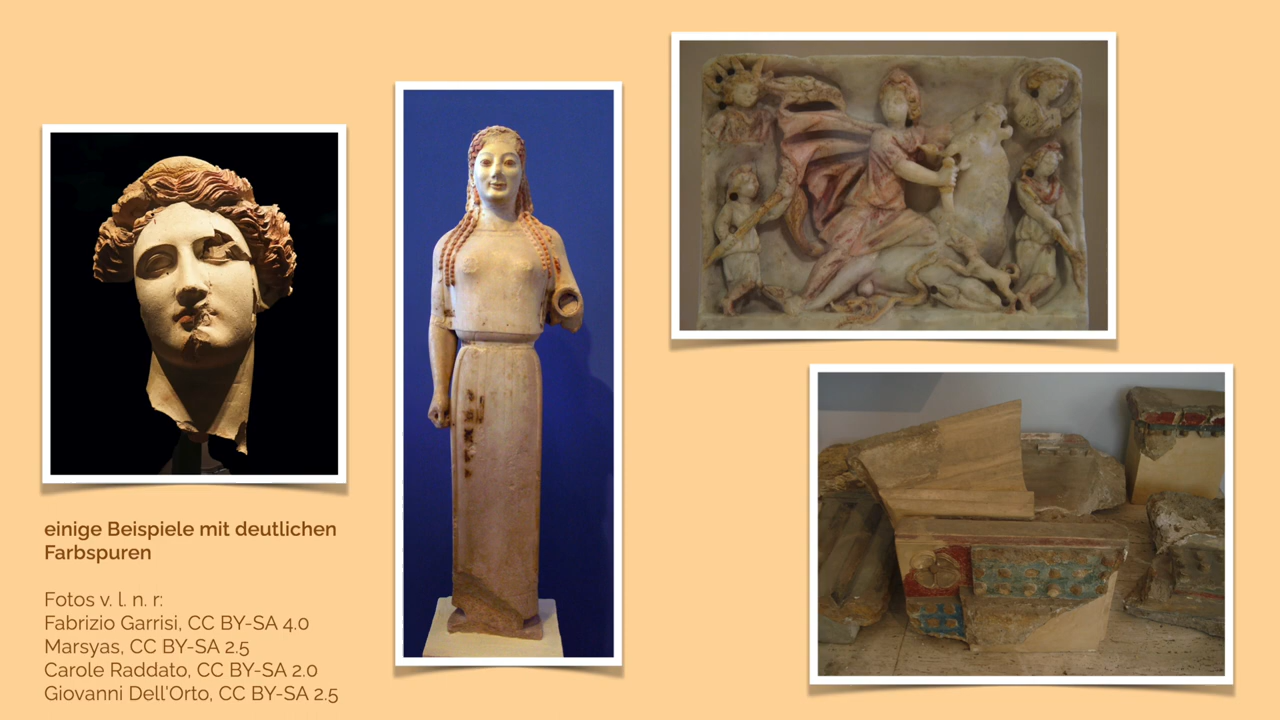 einige Beispiele mit deutlichen
Farbspuren
Fotos v. l. n. r:
Fabrizio Garrisi, CC BY-SA 4.0
Marsyas, CC BY-SA 2.5
Carole Raddato, CC BY-SA 2.0
Giovanni Dell'Orto, CC BY-SA 2.5